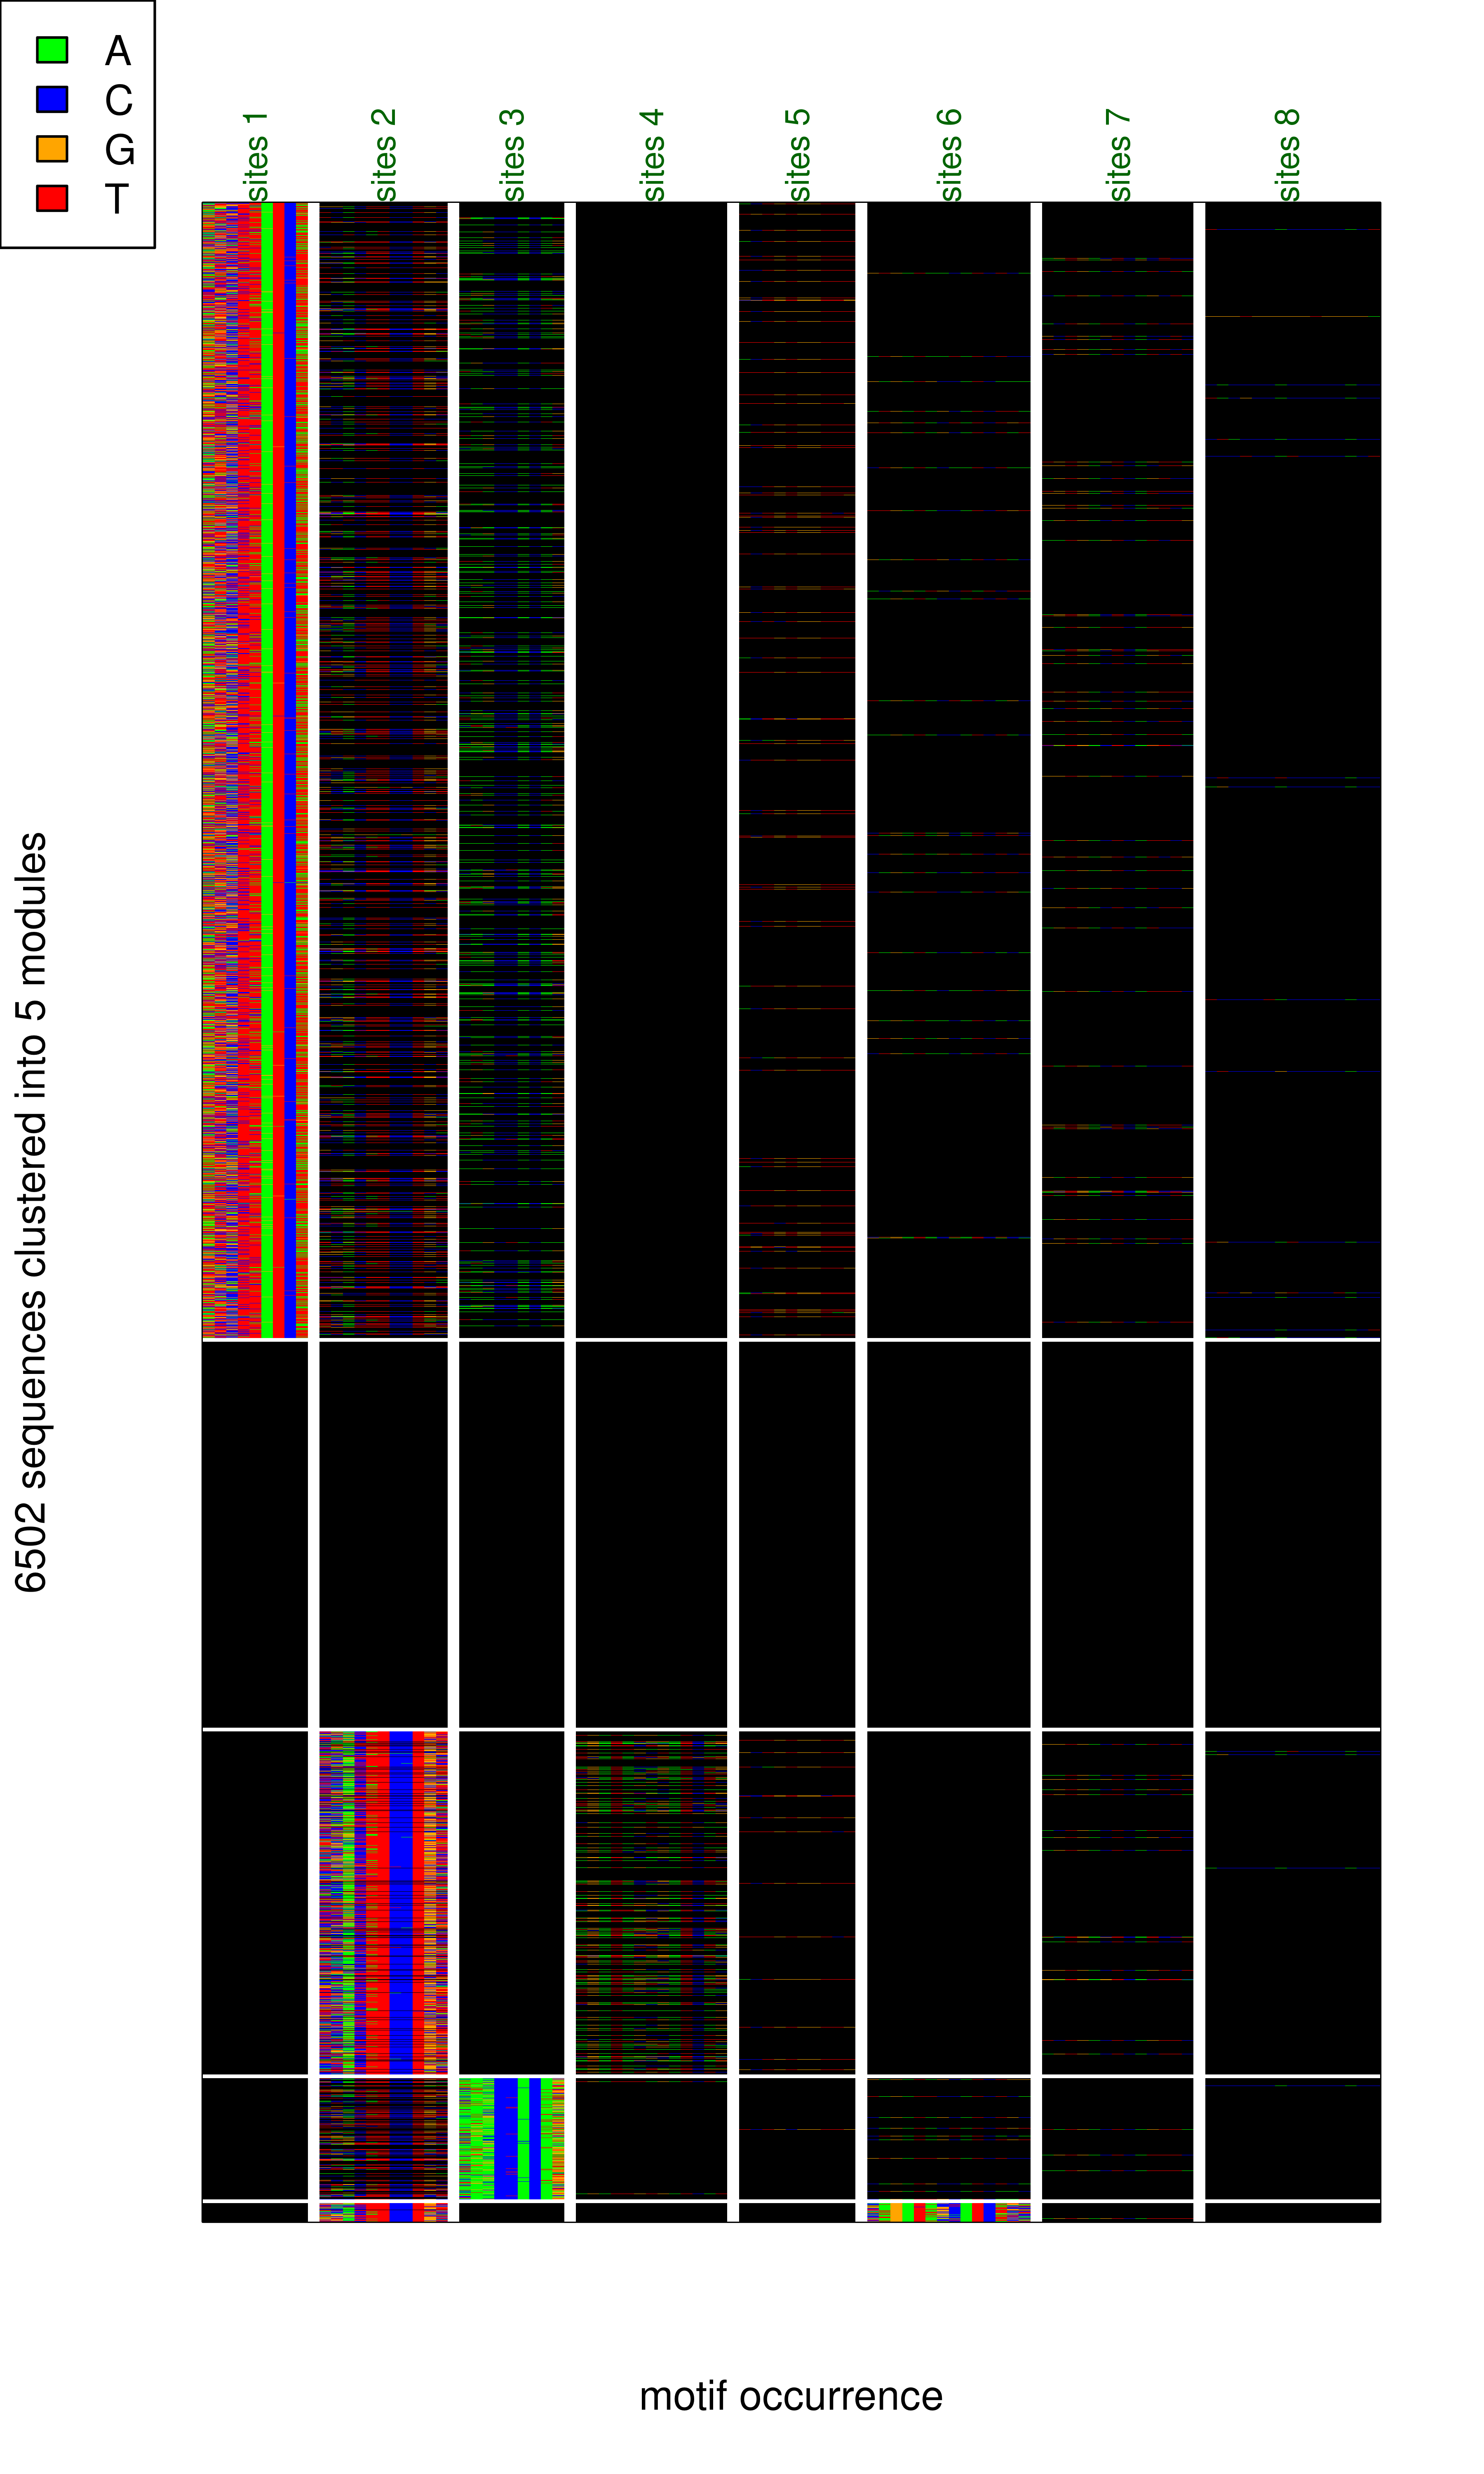 A
C
G
T
sites 1
sites 2
sites 3
sites 4
sites 5
sites 6
sites 7
sites 8
6502 sequences clustered into 5 modules
motif occurrence